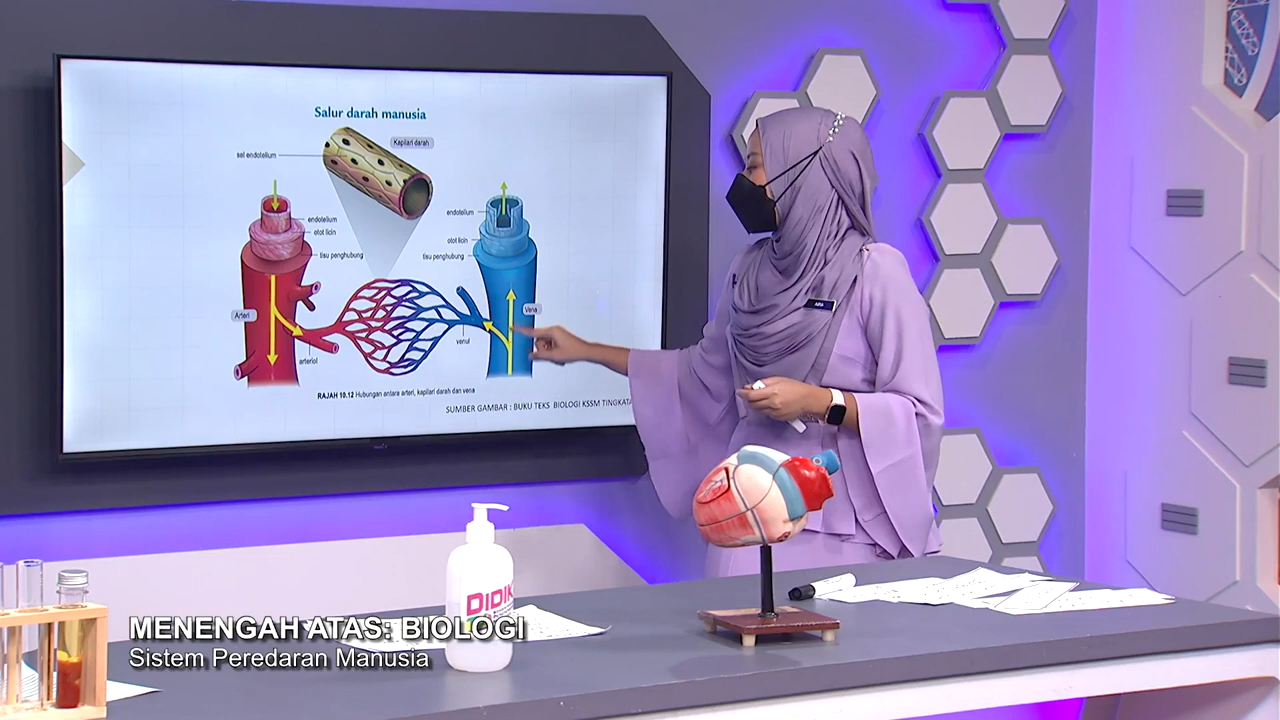 Salur darah manusia
Kapilari darah
sel endotelium
endotelium
otot licin
tisu penghubung
endotelium
otot licin
tisu penghubung
Arteri
Vena
arteriol
venul
RAJAH 10.12 Hubungan antara arteri, kapilari darah dan vena
SUMBER GAMBAR : BUKU TEKS BIOLOGI KSSM TINGKATA
DIDIK
MENENGAH ATAS: BIOLOGI
Sistem Peredaran Manusia